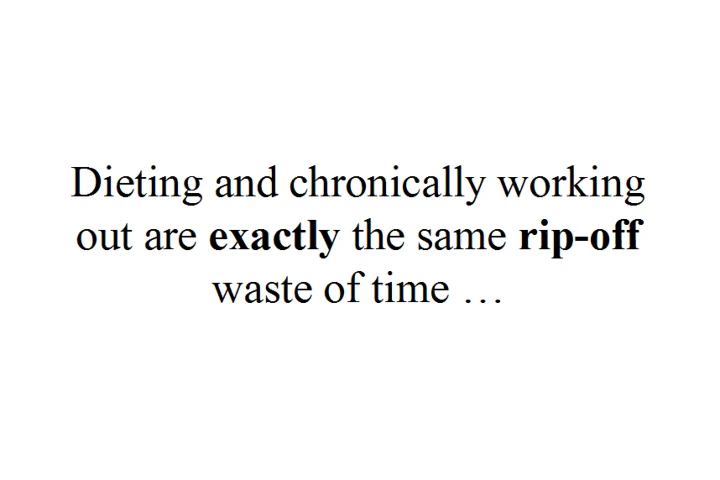 Dieting and chronically working
out are exactly the same rip-off
waste of time …